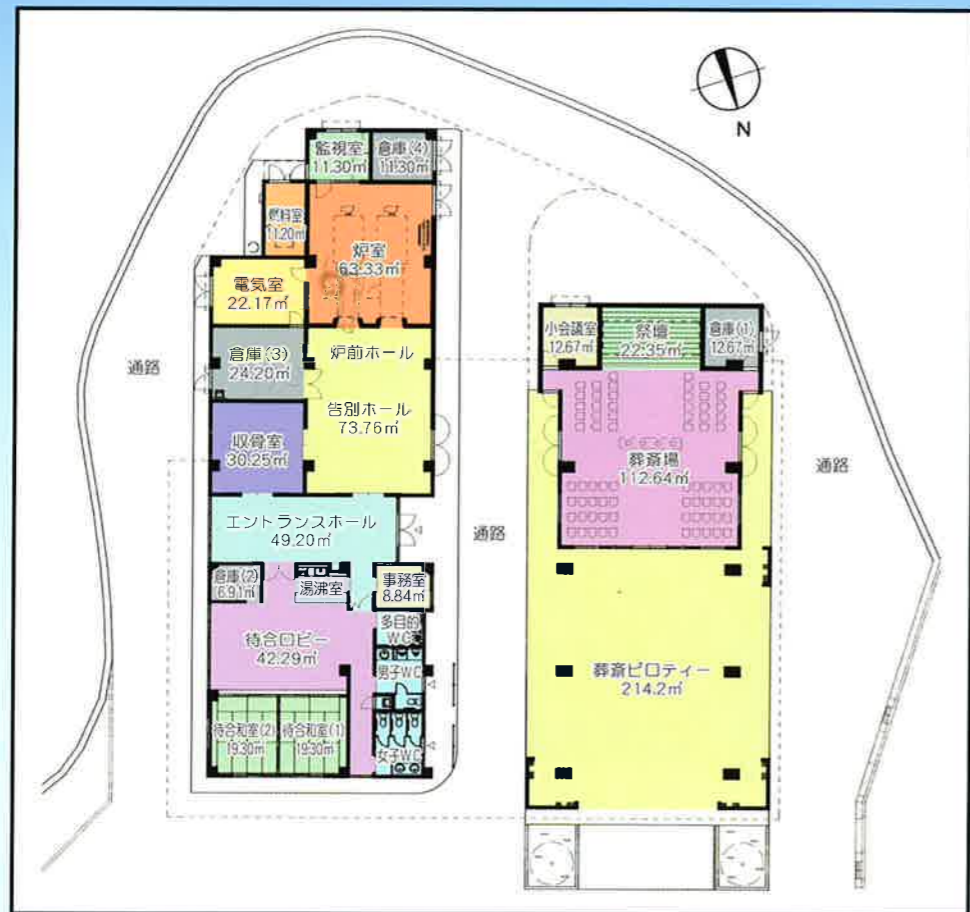 N
監視室
11.30㎡
倉庫(4)
11.30㎡
燃料室
11.20㎡
炉室
63.33㎡
電気室
22.17㎡
倉庫(3)
24.20㎡
炉前ホール
告別ホール
73.76㎡
収骨室
30.25㎡
エントランスホール
49.20㎡
倉庫(2)
6.91㎡
湯沸室
事務室
8.84㎡
多目的
WC
待合ロビー
42.29㎡
男子WC
待合和室(2)
19.30㎡
待合和室(1)
19.30㎡
女子WC
通路
通路
通路
小会議室
12.67㎡
祭壇
22.35㎡
倉庫(1)
12.67㎡
葬斎場
112.64㎡
葬斎ピロティー
214.2㎡